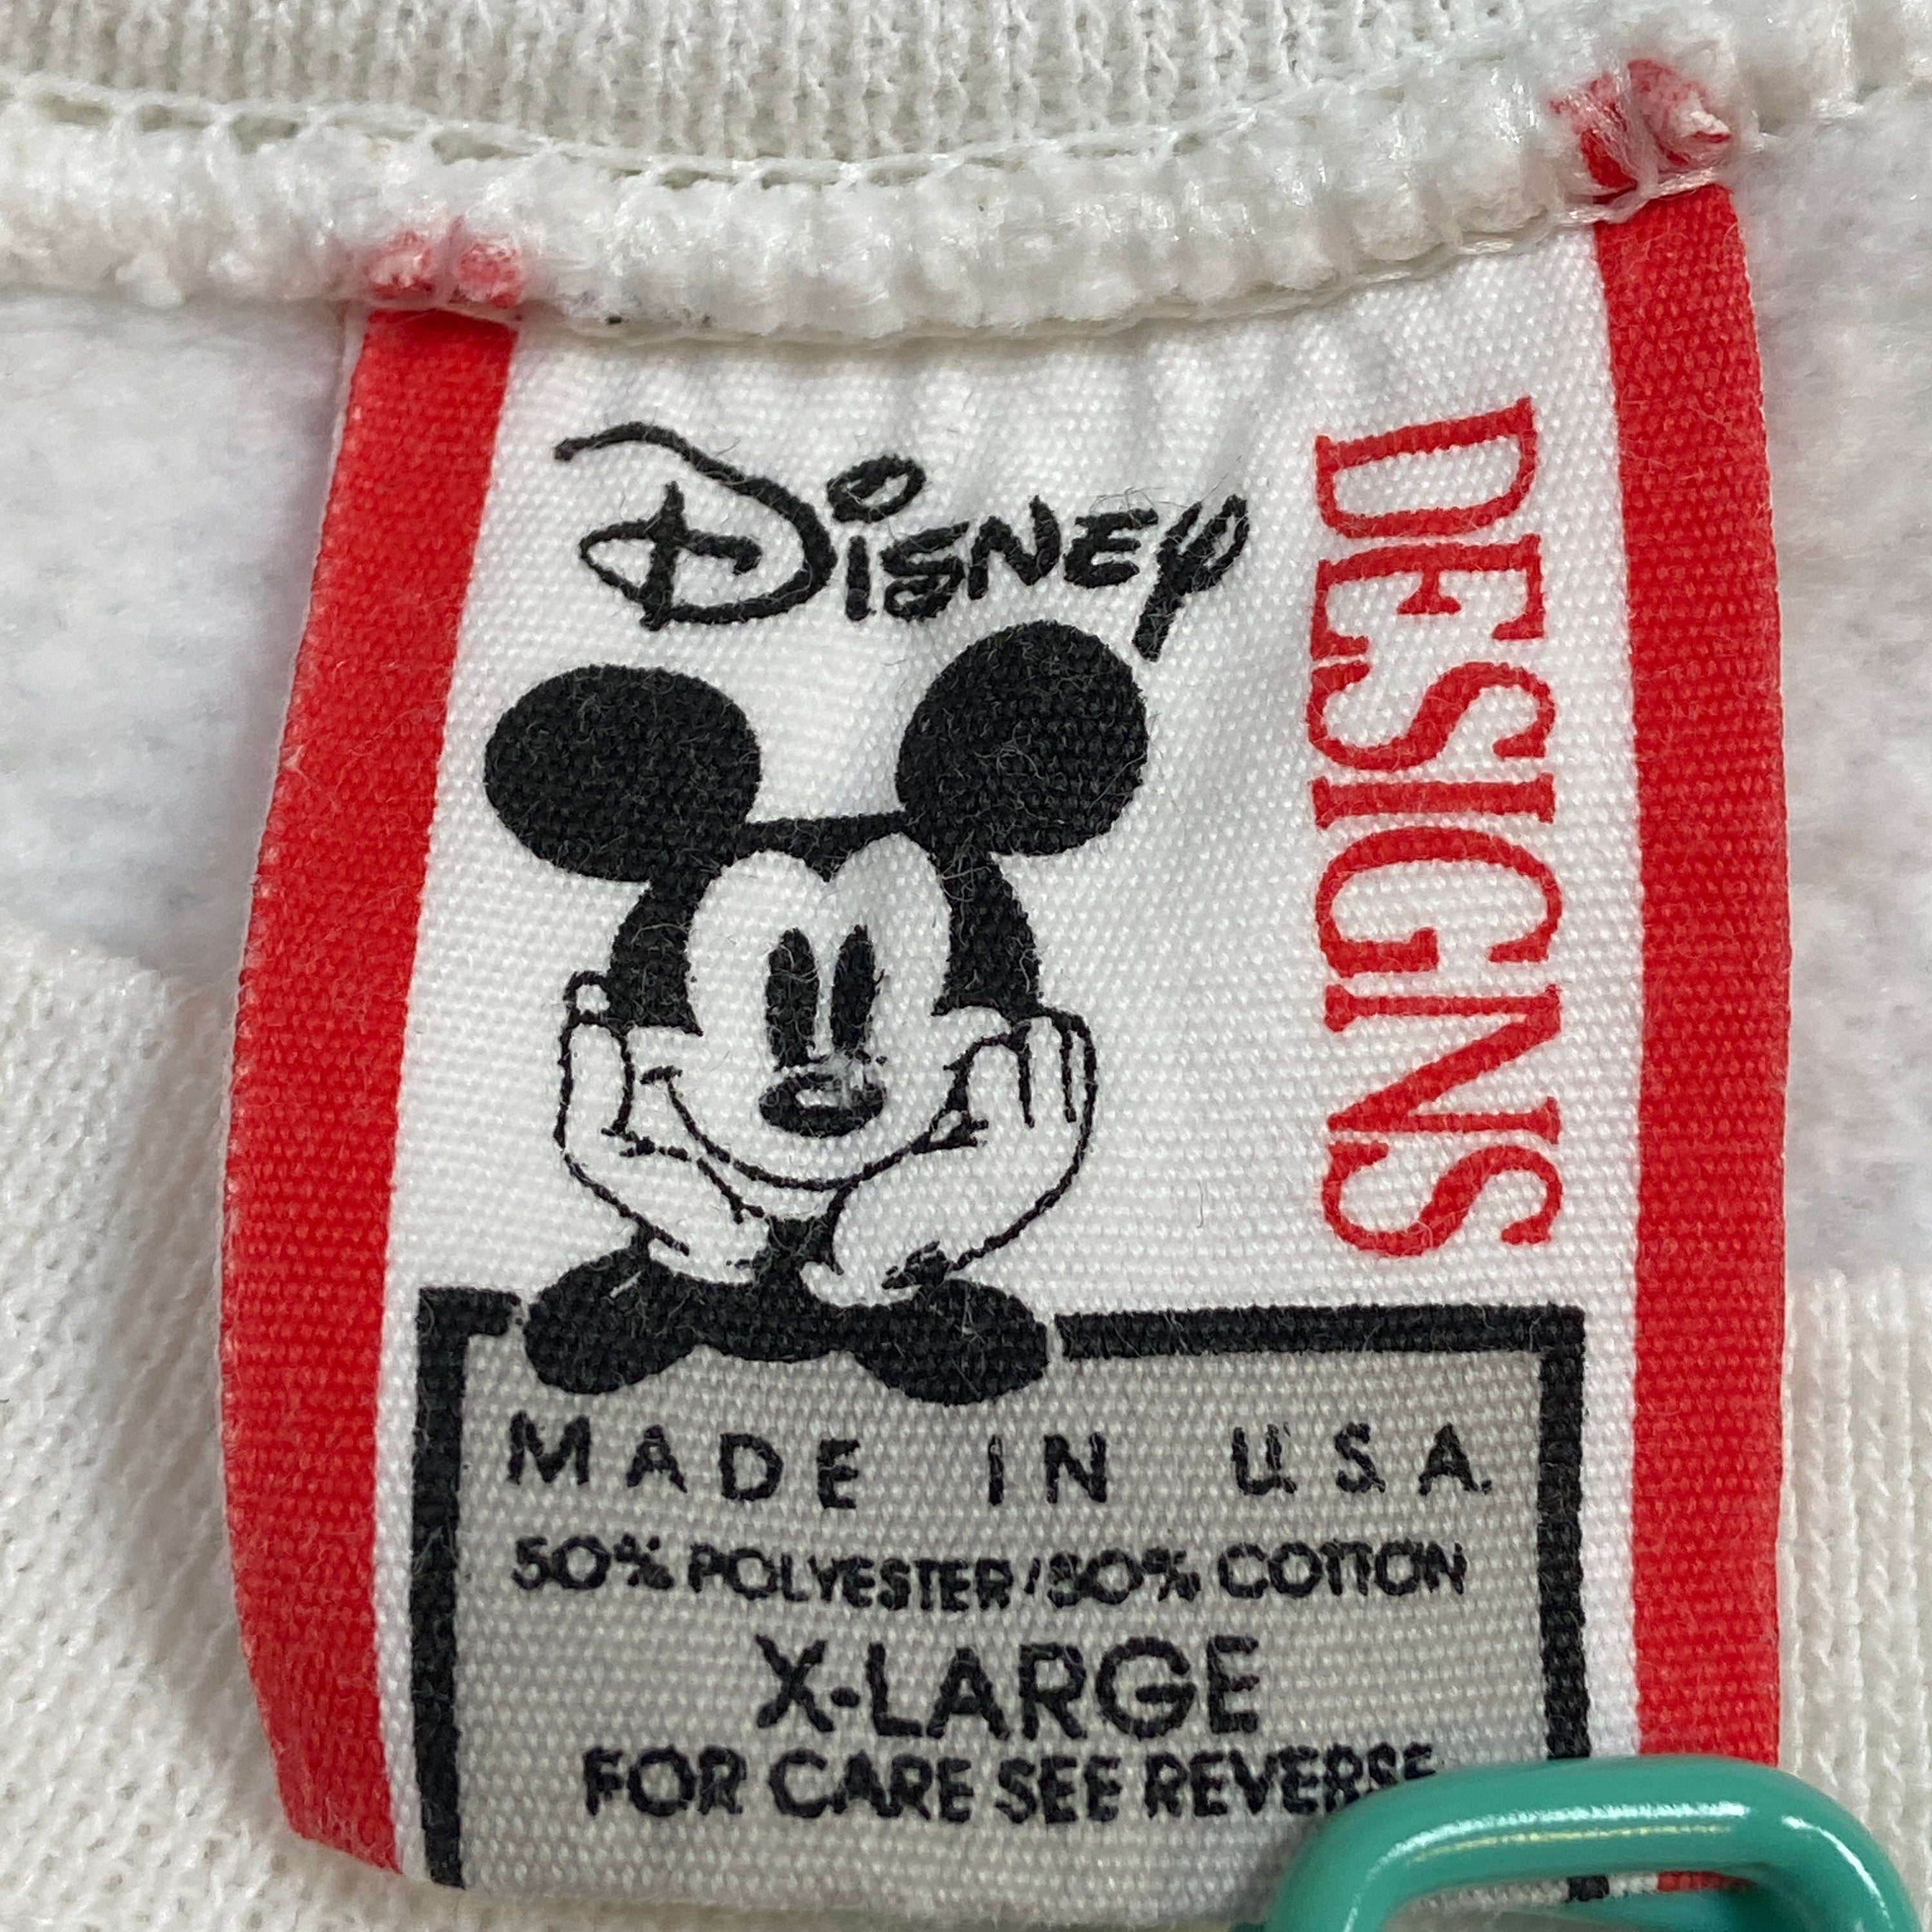 Disney
DESIGNS
MADE IN U.S.A.
50% POLYESTER/50% COTTON
X-LARGE
FOR CARE SEE REVERSE